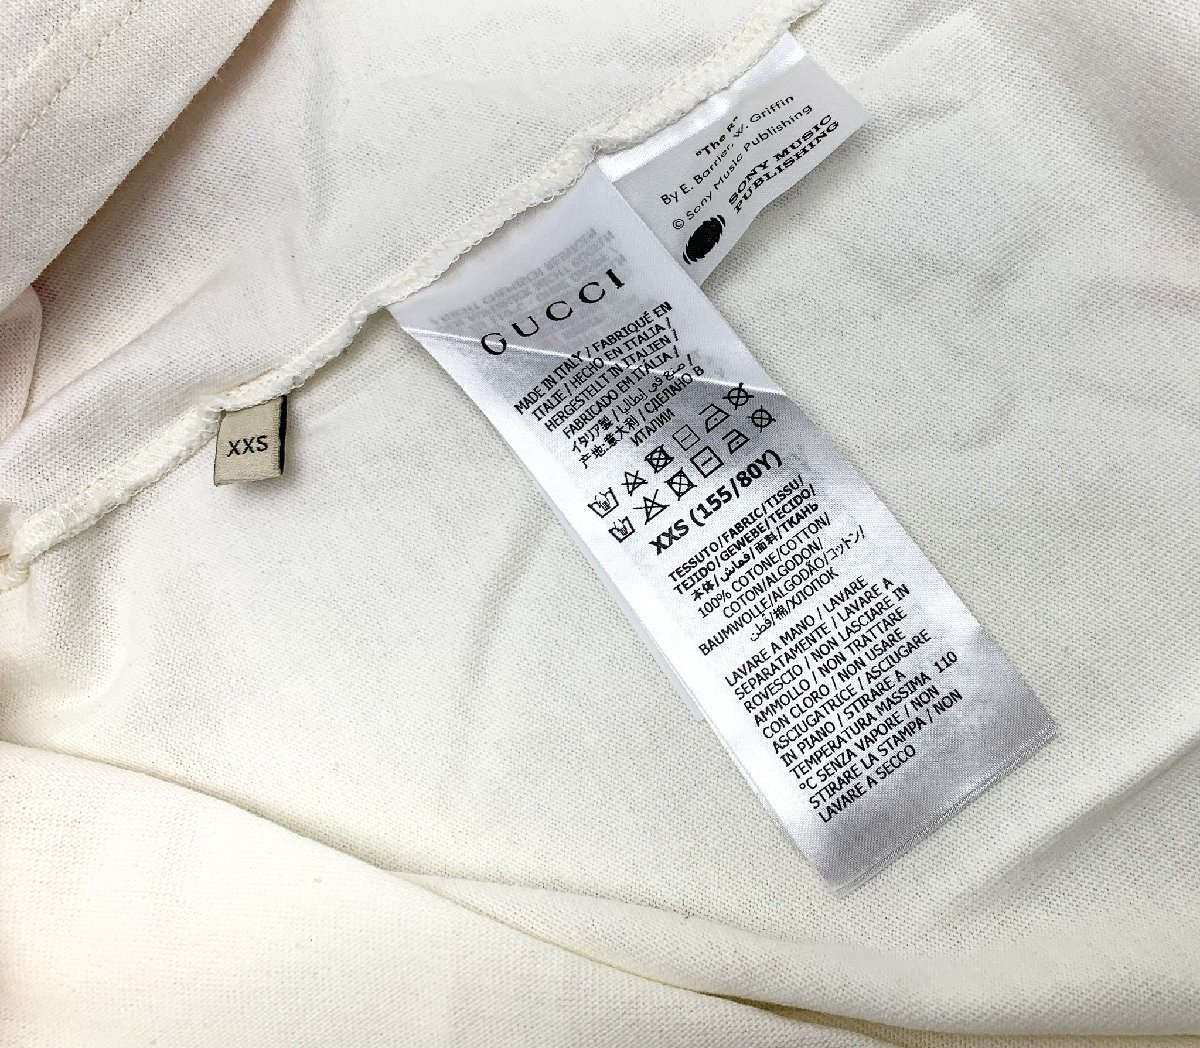 "The R"
By E. Barrier, W. Griffin
© Sony Music Publishing
SONY MUSIC
PUBLISHING
GUCCI
MADE IN ITALY / FABRIQUÉ EN
ITALIE / HECHO EN ITALIA /
HERGESTELLT IN ITALIEN /
FABRICADO EM ITÁLIA /
イタリア製 / صنع في إيطاليا /
产地:意大利 / СДЕЛАНО В
ИТАЛИИ
XXS (155/80Y)
TESSUTO/FABRIC/TISSU/
TEJIDO/GEWEBE/TECIDO/
本体/قماش/面料/ТКАНЬ
100% COTONE/COTTON/
COTON/ALGODON/
BAUMWOLLE/ALGODÃO/コットン/
قطن/棉/ХЛОПОК
LAVARE A MANO / LAVARE
SEPARATAMENTE / LAVARE A
ROVESCIO / NON LASCIARE IN
AMMOLLO / NON TRATTARE
CON CLORO / NON USARE
ASCIUGATRICE / ASCIUGARE
IN PIANO / STIRARE A
TEMPERATURA MASSIMA 110
°C SENZA VAPORE / NON
STIRARE LA STAMPA / NON
LAVARE A SECCO
XXS